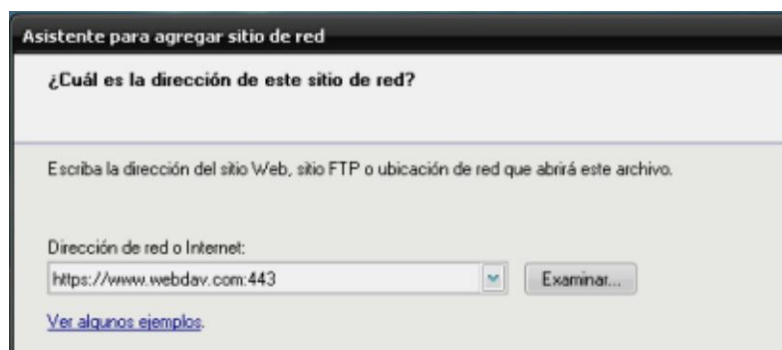 Asistente para agregar sitio de red
¿Cuál es la dirección de este sitio de red?
Escriba la dirección del sitio Web, sitio FTP o ubicación de red que abrirá este archivo.
Dirección de red o Internet:
https://www.webdav.com:443 Examinar...
Ver algunos ejemplos.